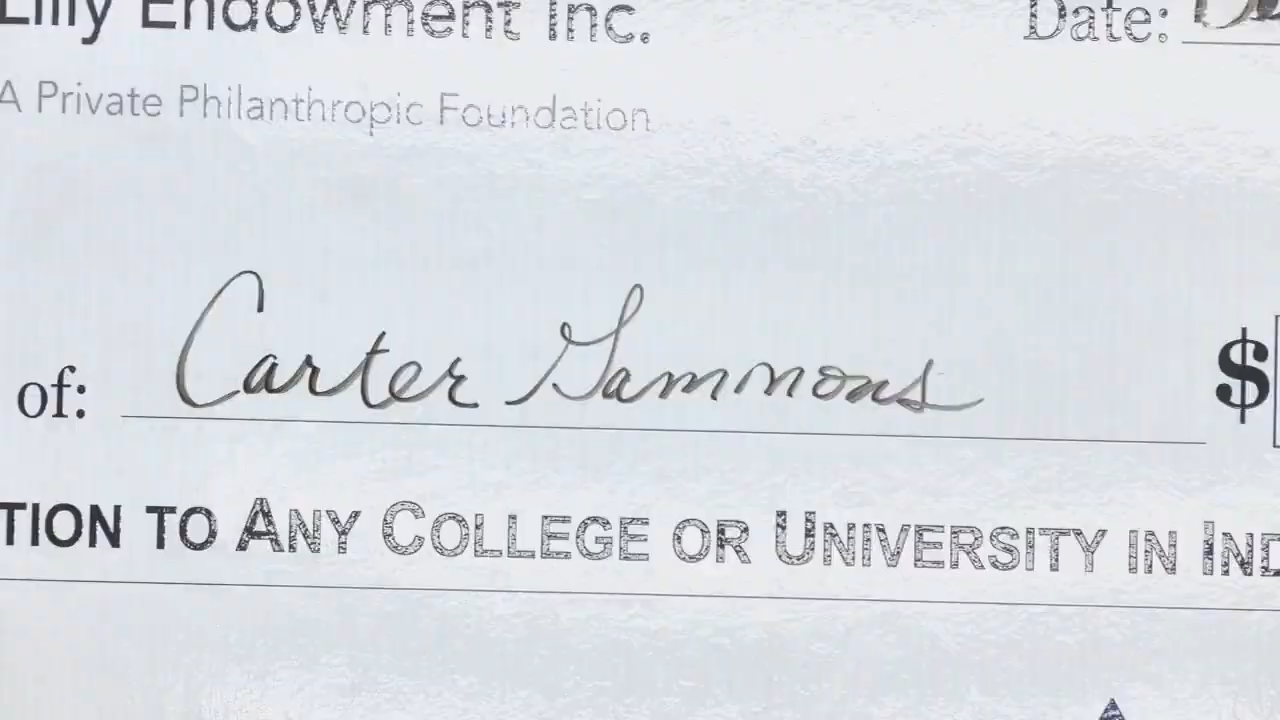 Lilly Endowment Inc.
Date:
A Private Philanthropic Foundation
of: Carter Gammons $
TION TO ANY COLLEGE OR UNIVERSITY IN IND